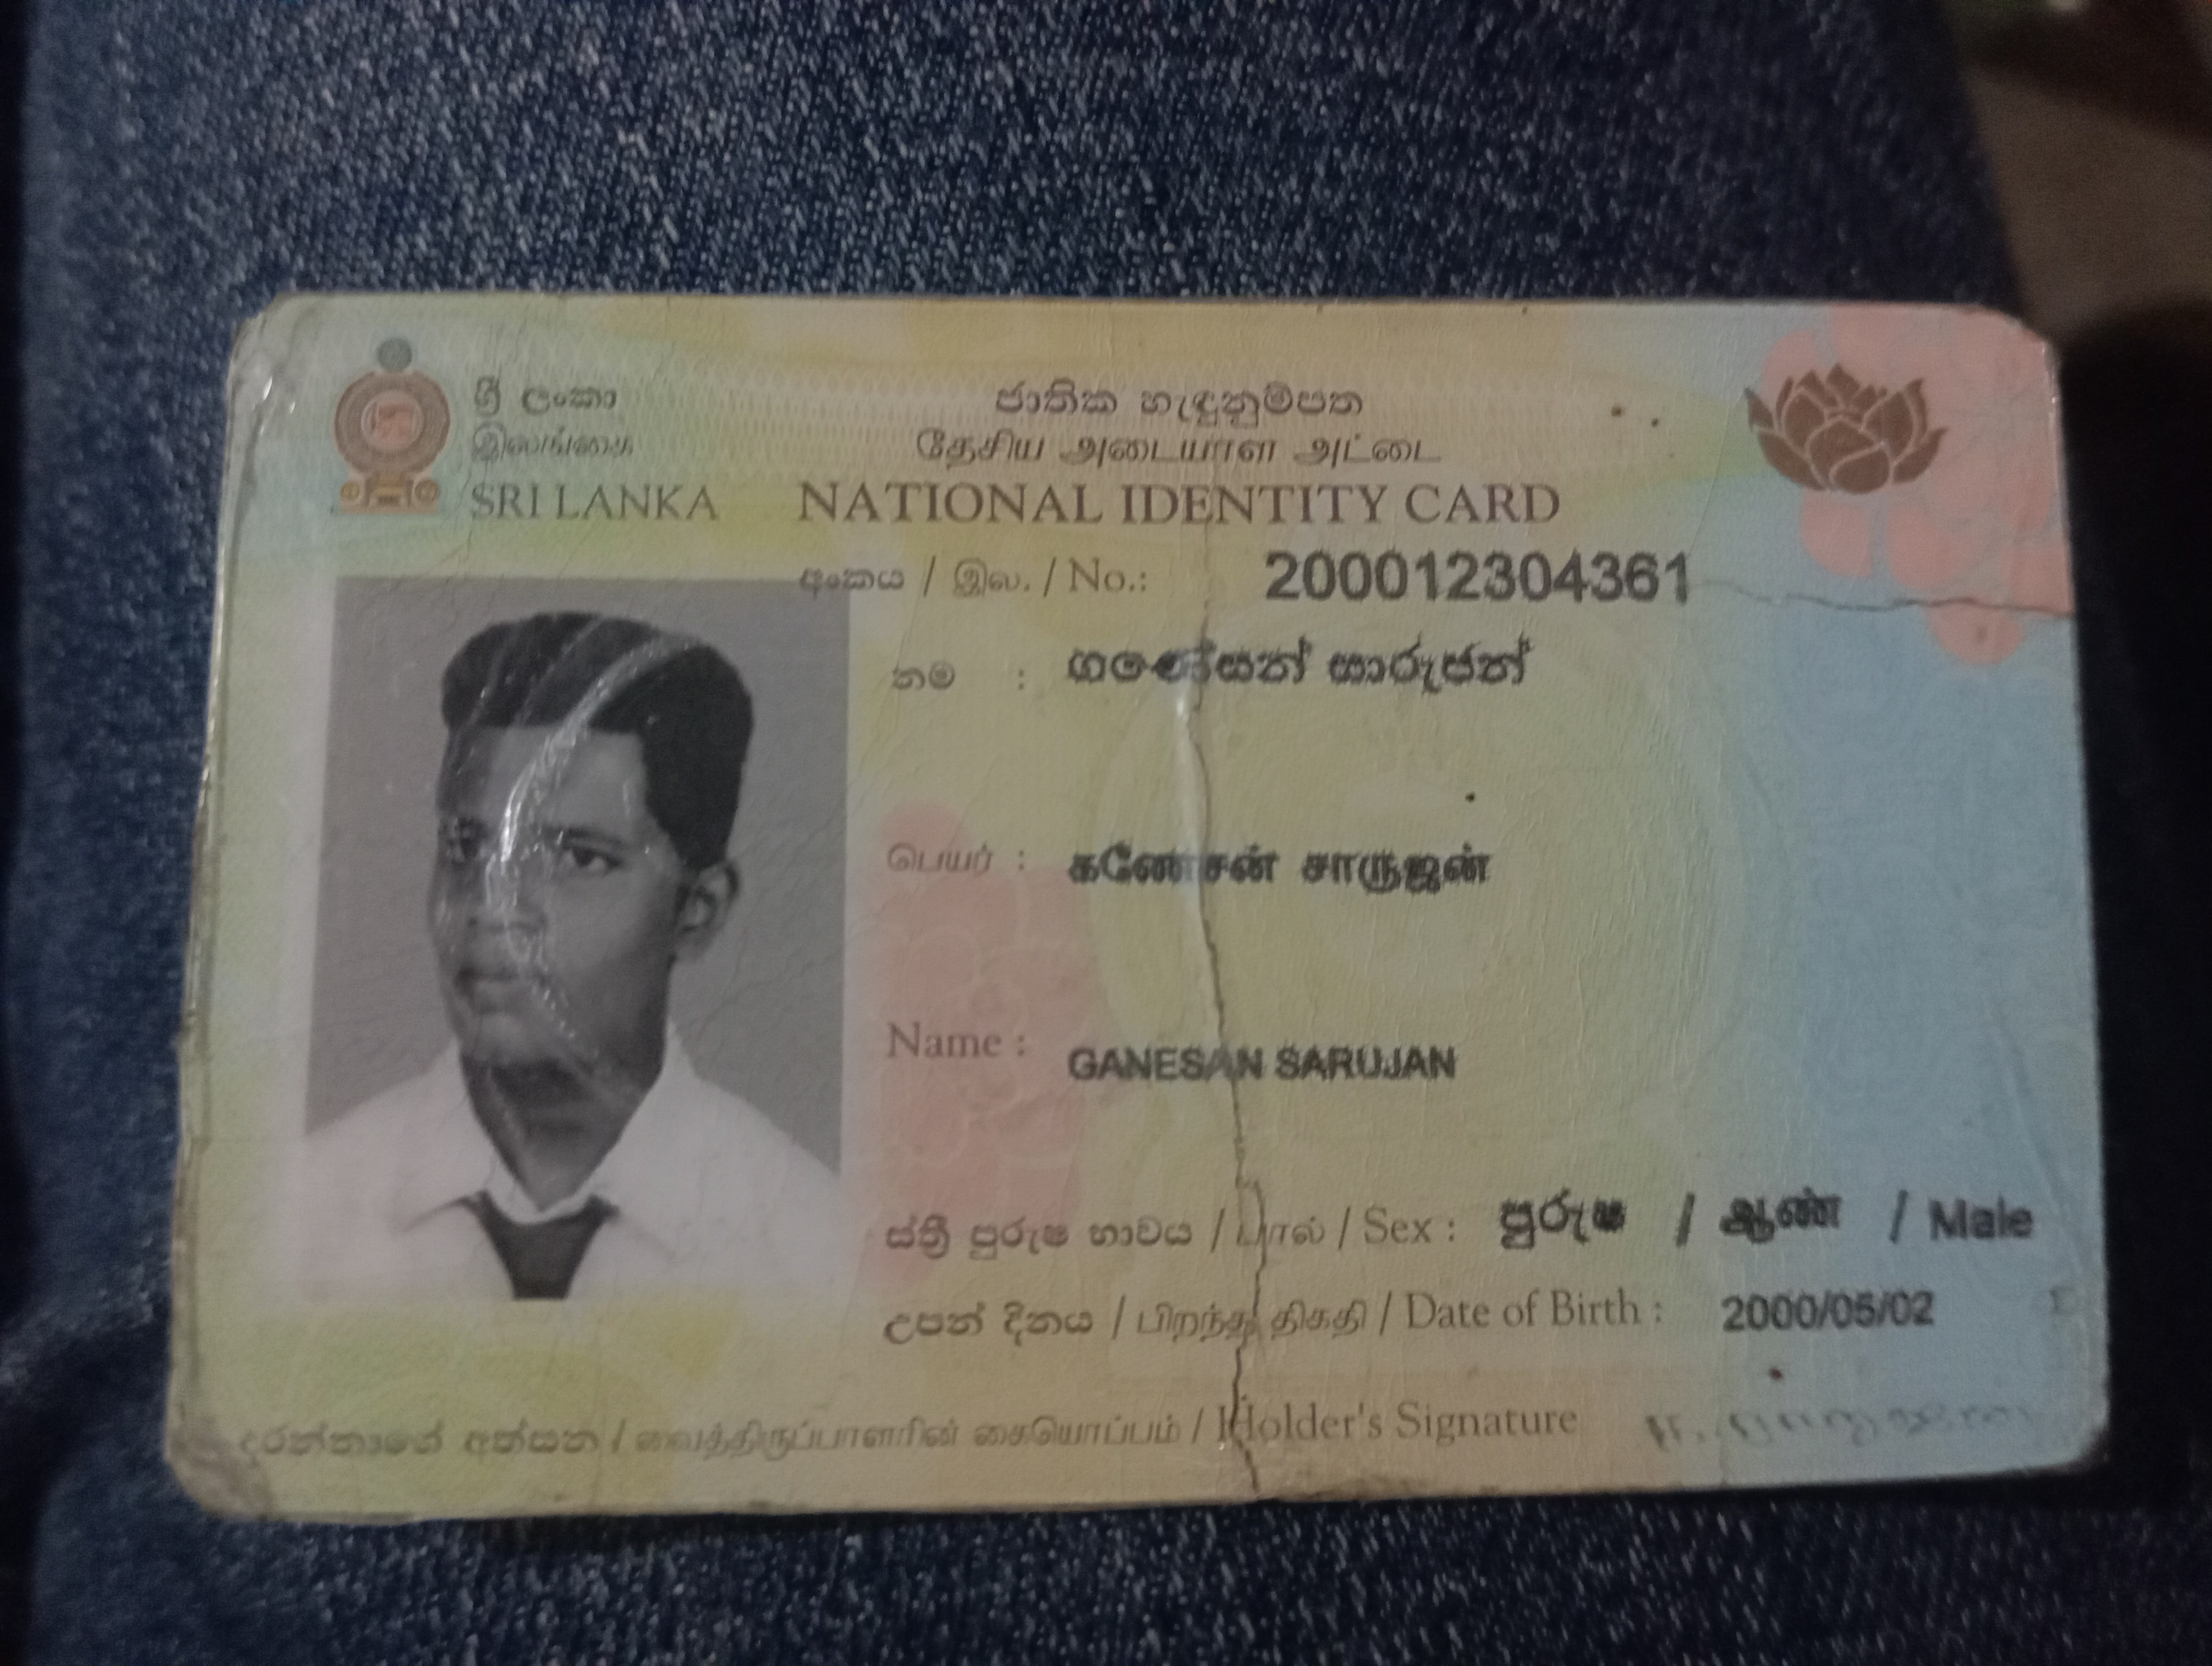 ශ්‍රී ලංකා
இலங்கை
SRI LANKA
ජාතික හැඳුනුම්පත
தேசிய அடையாள அட்டை
NATIONAL IDENTITY CARD
අංකය / இல. / No.: 200012304361
නම : ගණේසන් සාරුජන්
பெயர் : கணேசன் சாருஜன்
Name : GANESAN SARUJAN
ස්ත්‍රී පුරුෂ භාවය / பால் / Sex : පුරුෂ / ஆண் / Male
උපන් දිනය / பிறந்த திகதி / Date of Birth : 2000/05/02
දරන්නාගේ අත්සන / வைத்திருப்பாளரின் கையொப்பம் / Holder's Signature